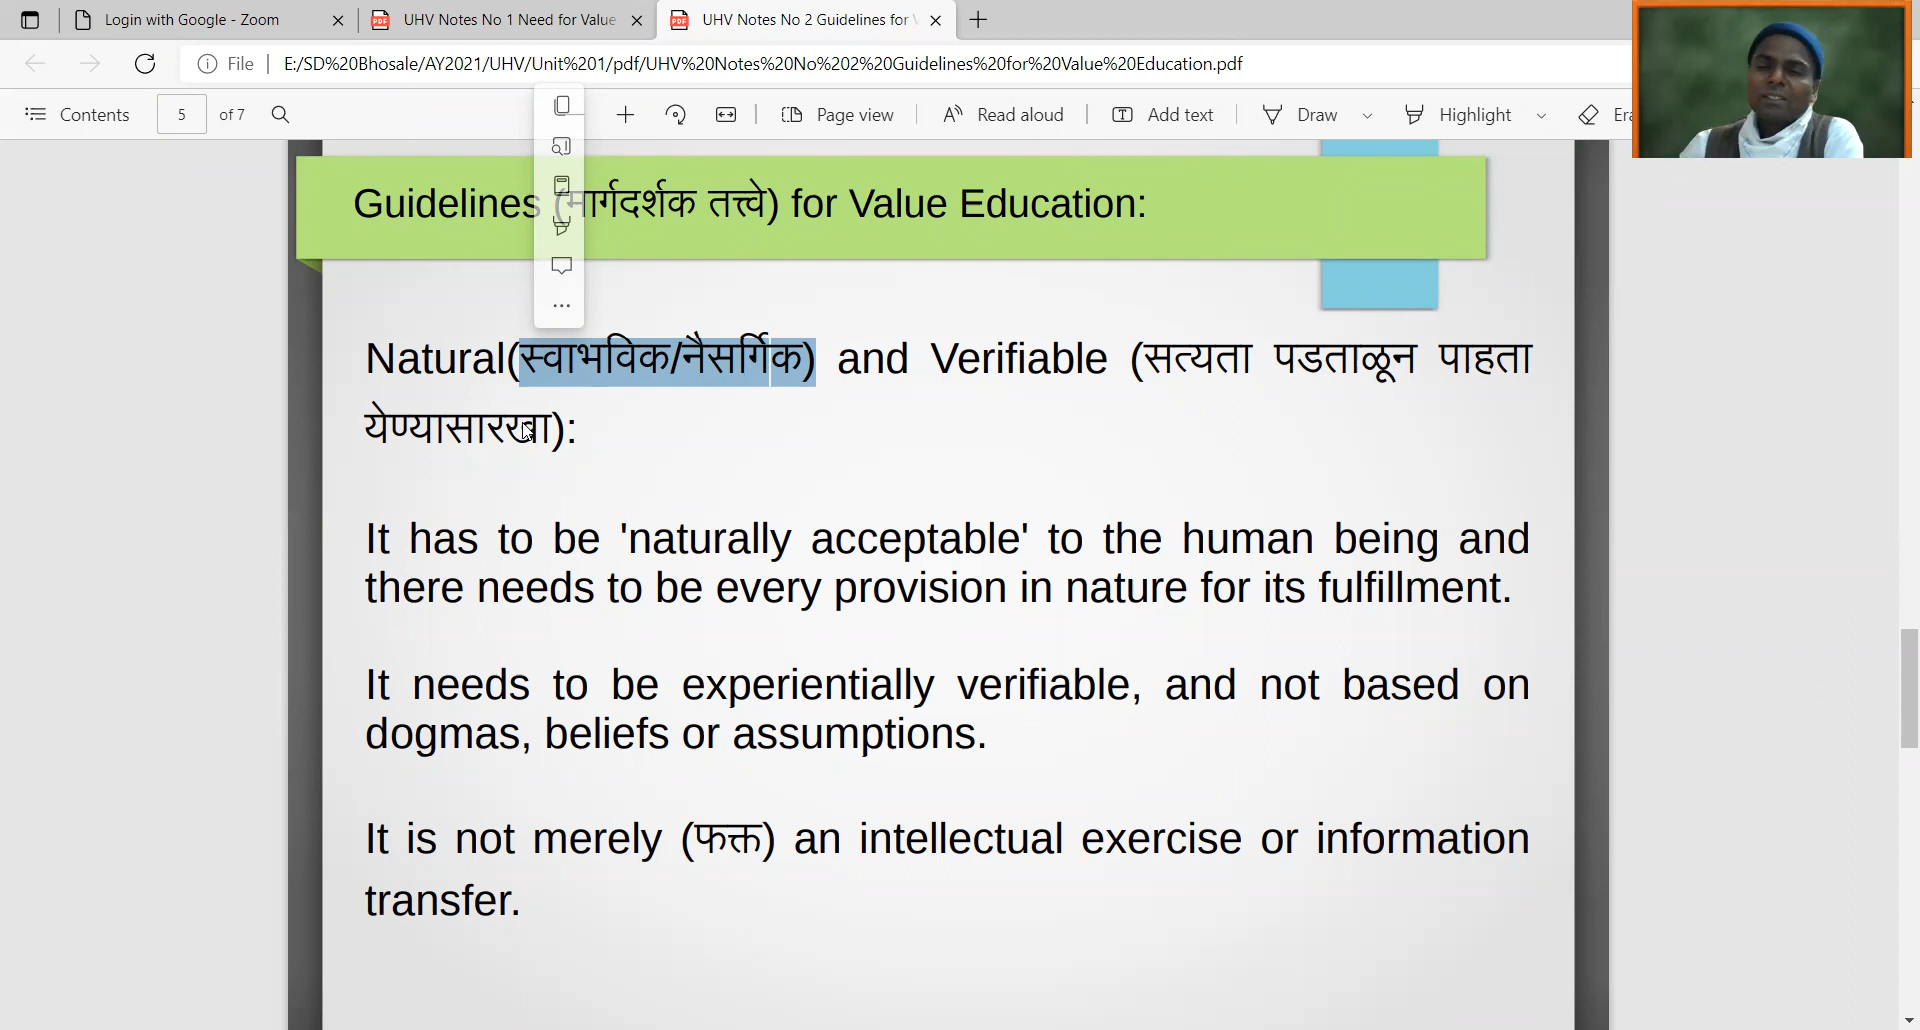 Login with Google - Zoom
UHV Notes No 1 Need for Value
UHV Notes No 2 Guidelines for
File
E:/SD%20Bhosale/AY2021/UHV/Unit%201/pdf/UHV%20Notes%20No%202%20Guidelines%20for%20Value%20Education.pdf
Contents 5 of 7 Page view Read aloud Add text Draw Highlight
Guidelines (मार्गदर्शक तत्त्वे) for Value Education:
Natural(स्वाभविक/नैसर्गिक) and Verifiable (सत्यता पडताळून पाहता
येण्यासारखा):
It has to be 'naturally acceptable' to the human being and
there needs to be every provision in nature for its fulfillment.
It needs to be experientially verifiable, and not based on
dogmas, beliefs or assumptions.
It is not merely (फक्त) an intellectual exercise or information
transfer.